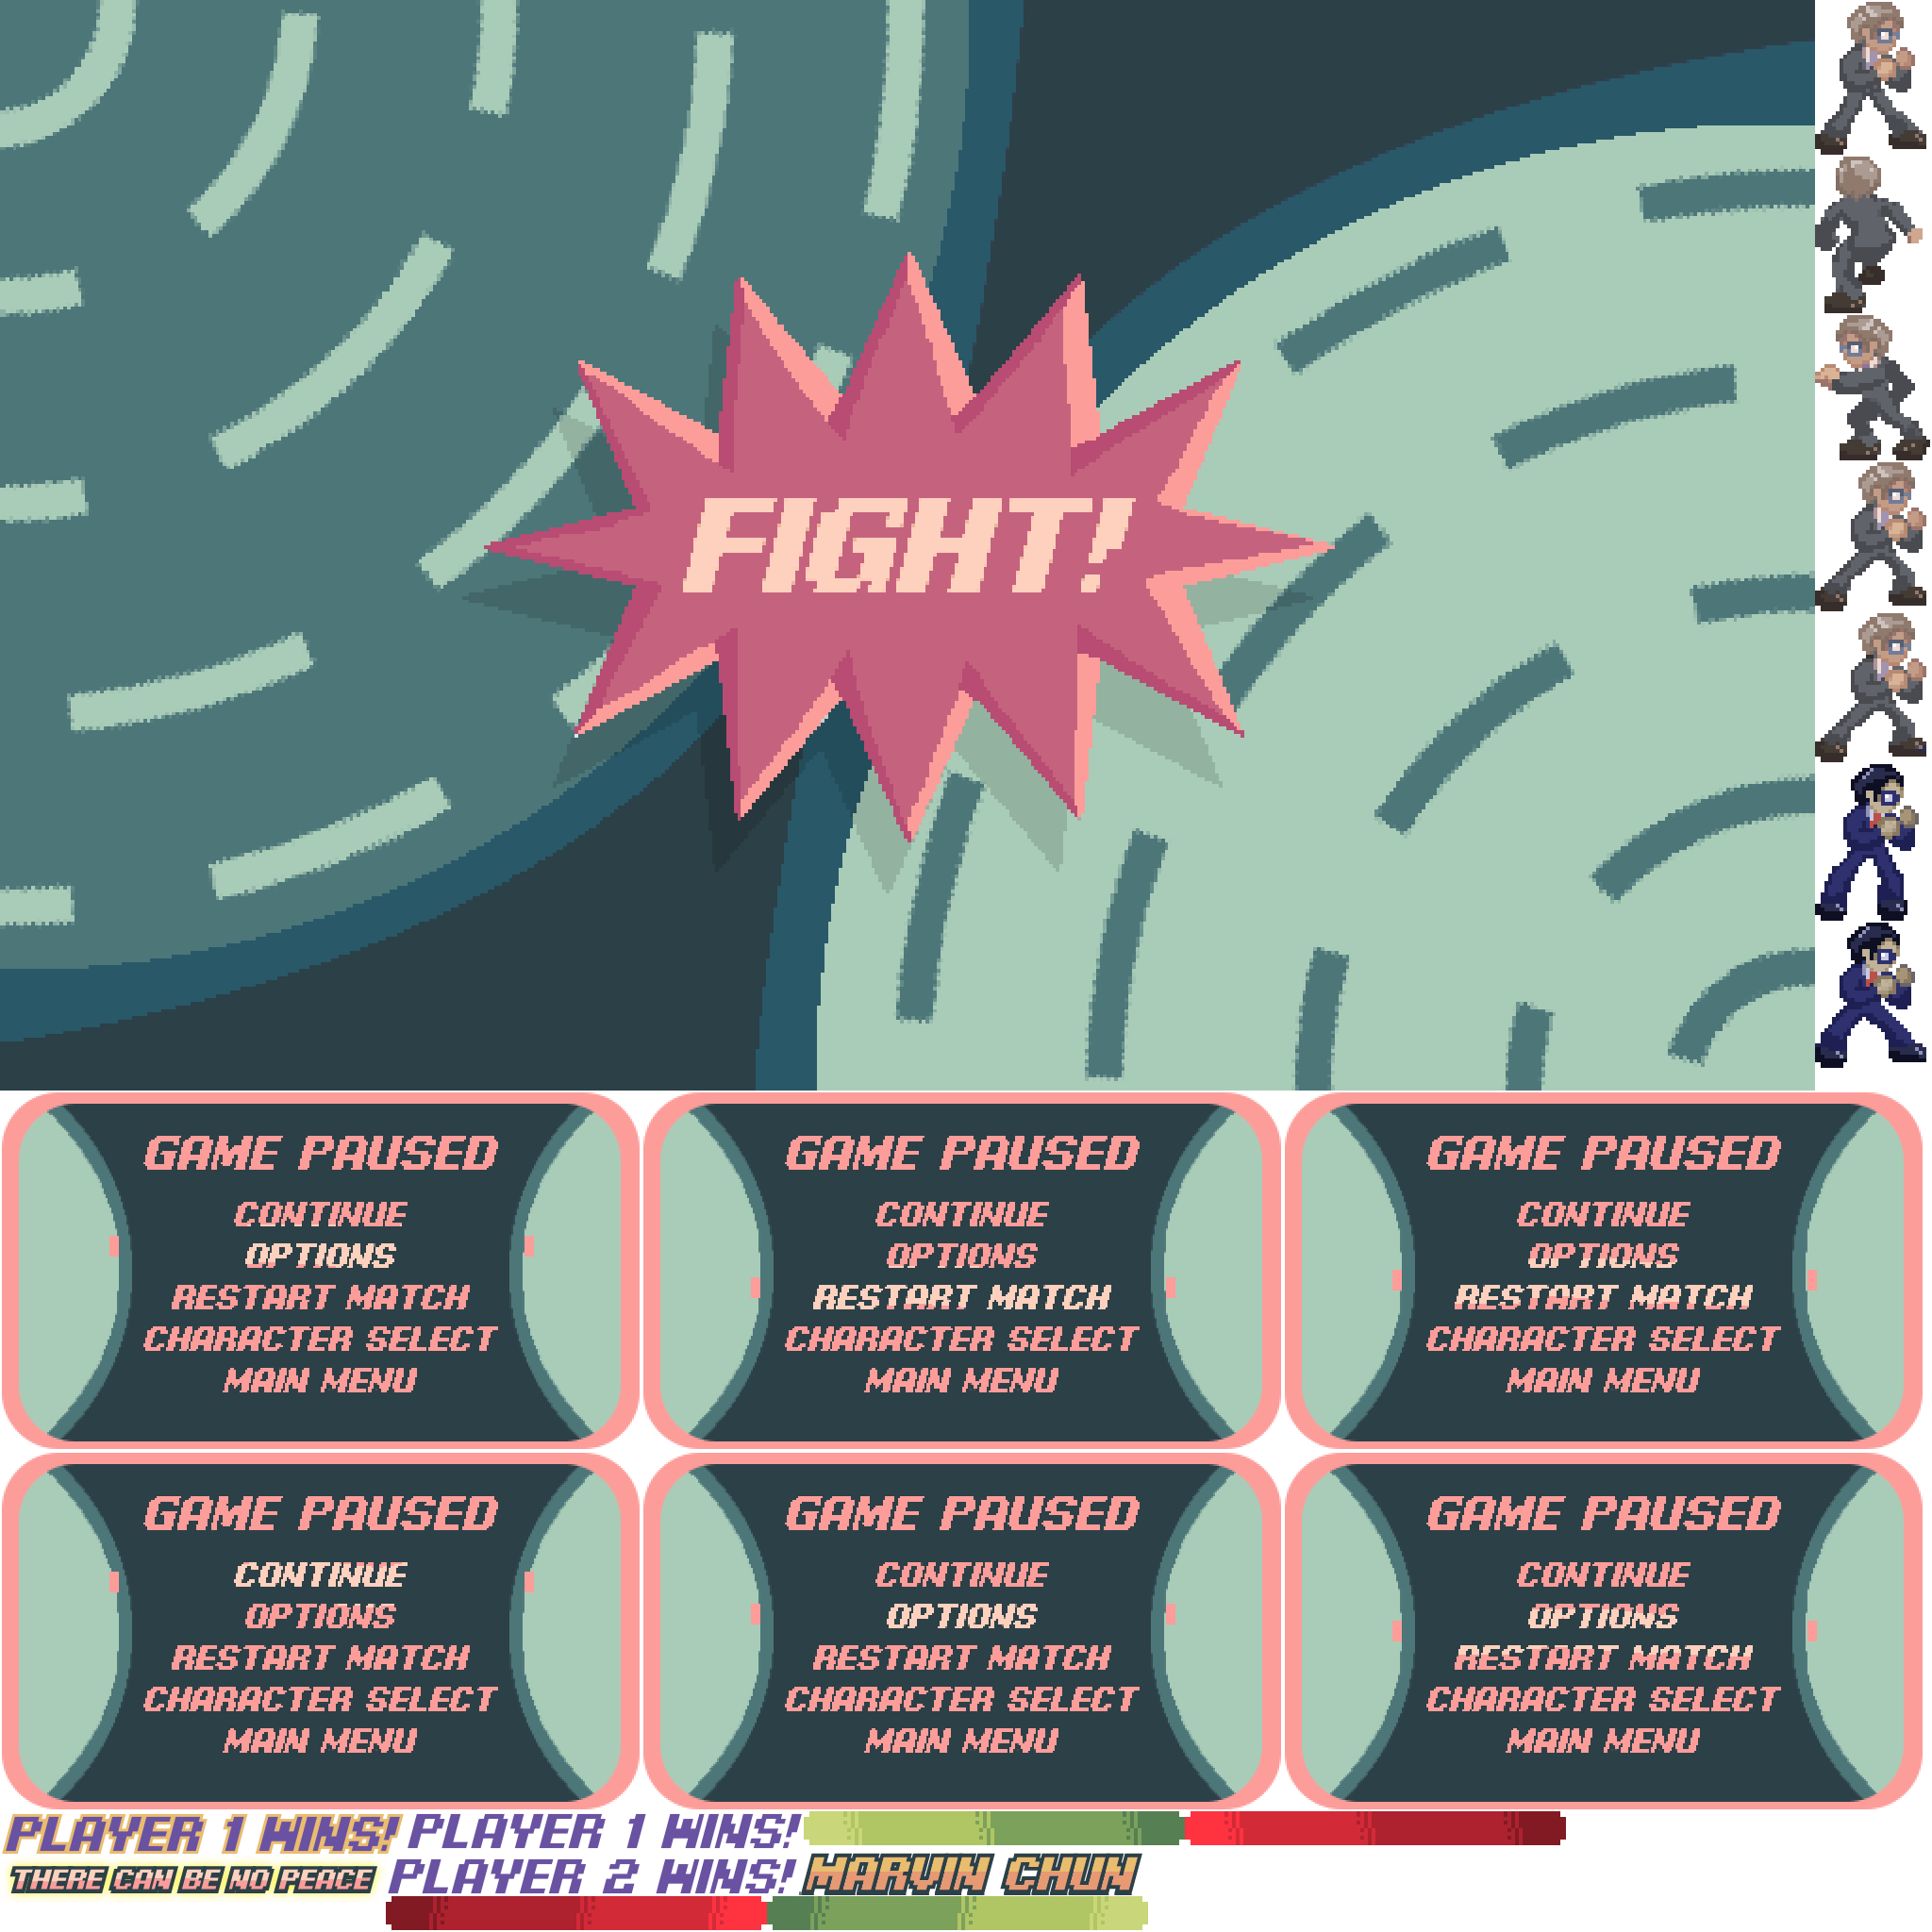 FIGHT!
GAME PAUSED
CONTINUE
OPTIONS
RESTART MATCH
CHARACTER SELECT
MAIN MENU
GAME PAUSED
CONTINUE
OPTIONS
RESTART MATCH
CHARACTER SELECT
MAIN MENU
GAME PAUSED
CONTINUE
OPTIONS
RESTART MATCH
CHARACTER SELECT
MAIN MENU
GAME PAUSED
CONTINUE
OPTIONS
RESTART MATCH
CHARACTER SELECT
MAIN MENU
GAME PAUSED
CONTINUE
OPTIONS
RESTART MATCH
CHARACTER SELECT
MAIN MENU
GAME PAUSED
CONTINUE
OPTIONS
RESTART MATCH
CHARACTER SELECT
MAIN MENU
PLAYER 1 WINS!
PLAYER 1 WINS!
THERE CAN BE NO PEACE
PLAYER 2 WINS!
MARVIN CHUN